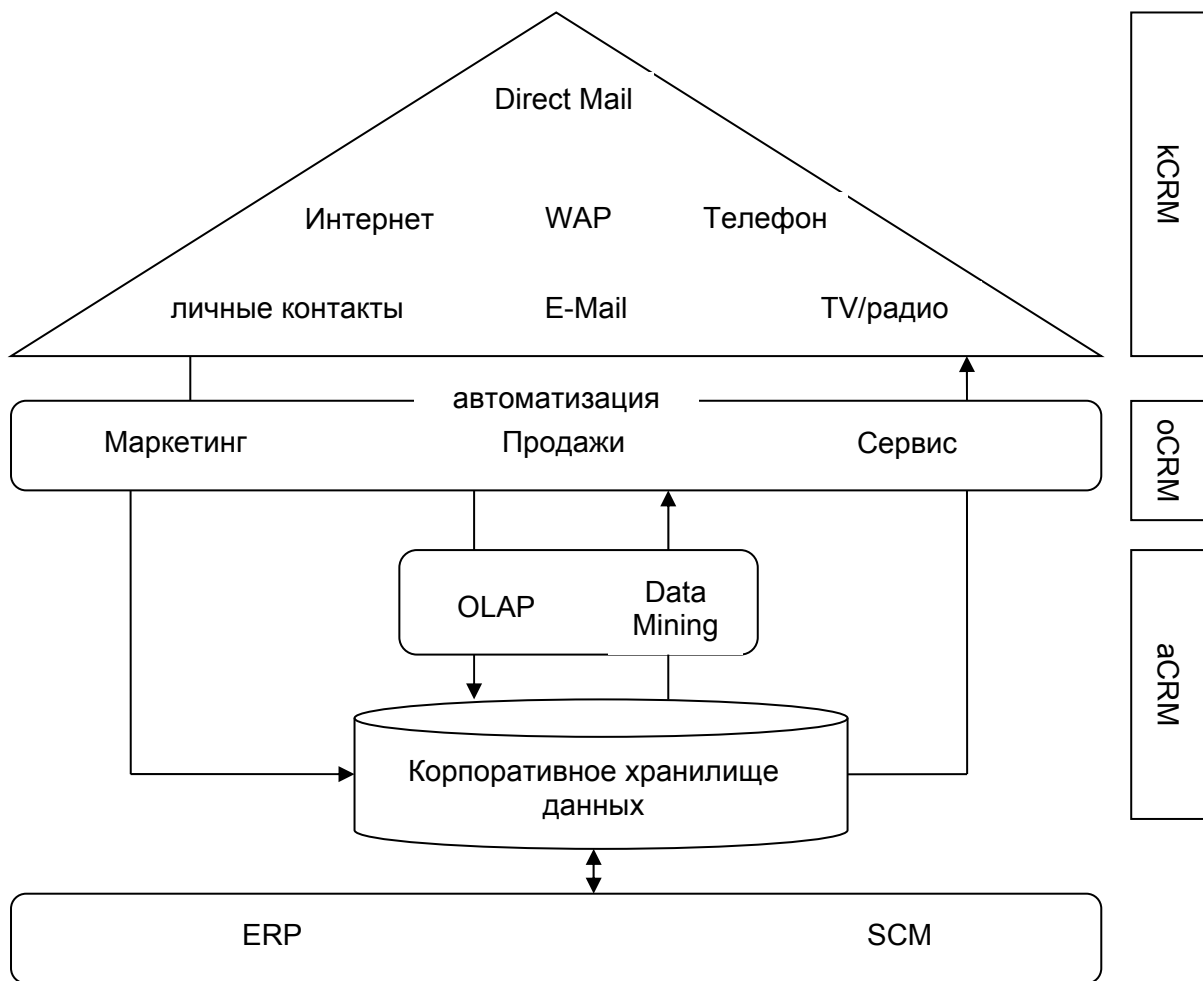 Direct Mail
Интернет WAP Телефон
личные контакты E-Mail TV/радио
kCRM
автоматизация
Маркетинг Продажи Сервис
oCRM
OLAP
Data
Mining
aCRM
Корпоративное хранилище
данных
ERP SCM